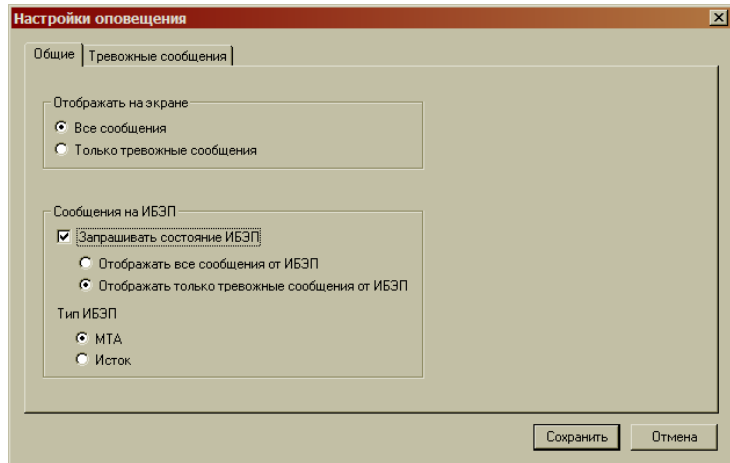 Настройки оповещения
Общие
Тревожные сообщения
Отображать на экране
Все сообщения
Только тревожные сообщения
Сообщения на ИБЭП
Запрашивать состояние ИБЭП
Отображать все сообщения от ИБЭП
Отображать только тревожные сообщения от ИБЭП
Тип ИБЭП
МТА
Исток
Сохранить
Отмена